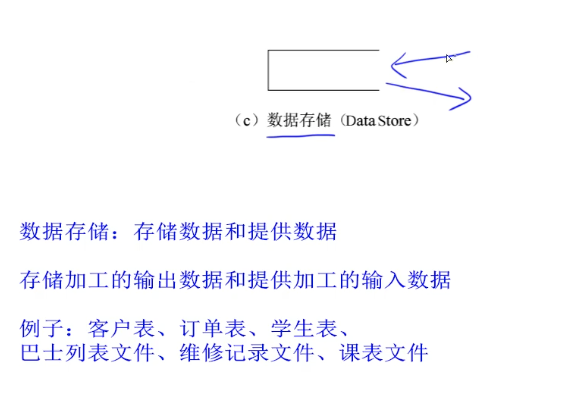 （c）数据存储（Data Store）
数据存储：存储数据和提供数据
存储加工的输出数据和提供加工的输入数据
例子：客户表、订单表、学生表、
巴士列表文件、维修记录文件、课表文件